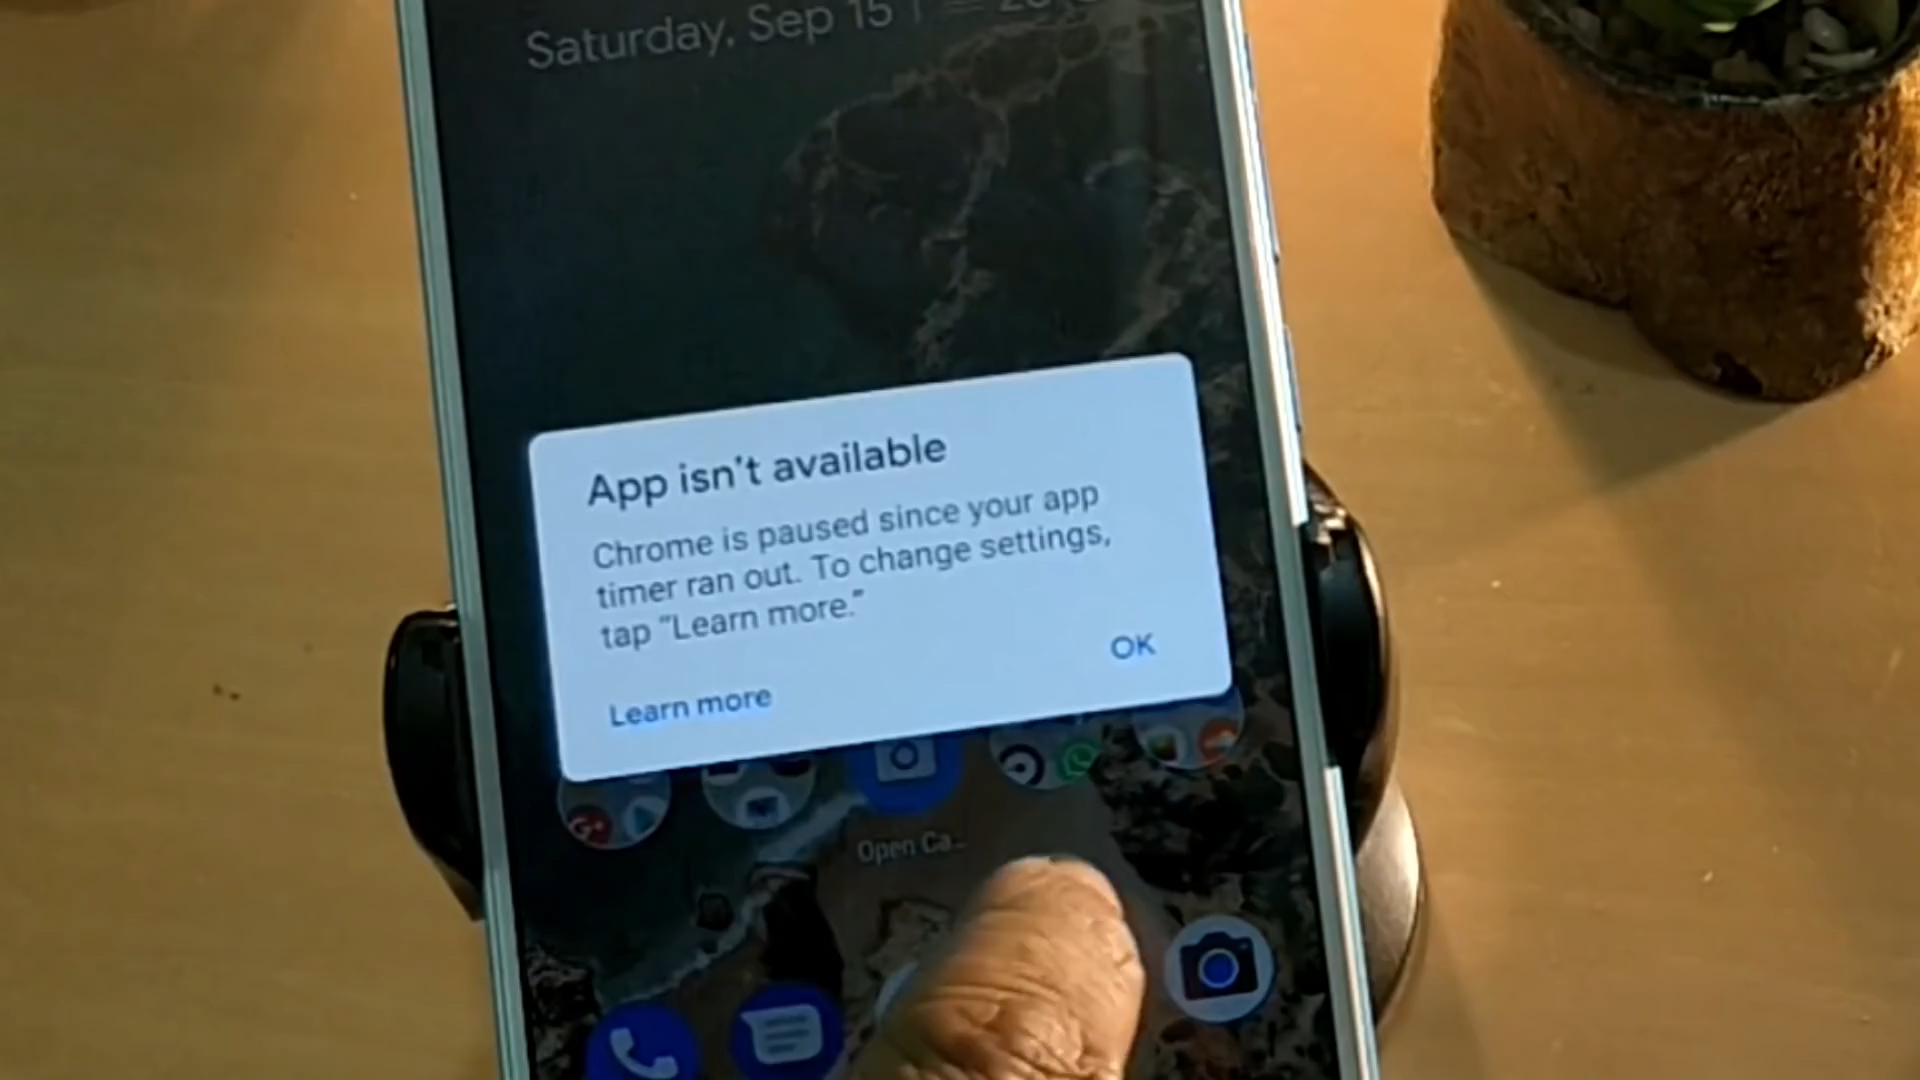 Saturday, Sep 15
App isn't available
Chrome is paused since your app
timer ran out. To change settings,
tap "Learn more."
OK
Learn more
Open Ca...
G+